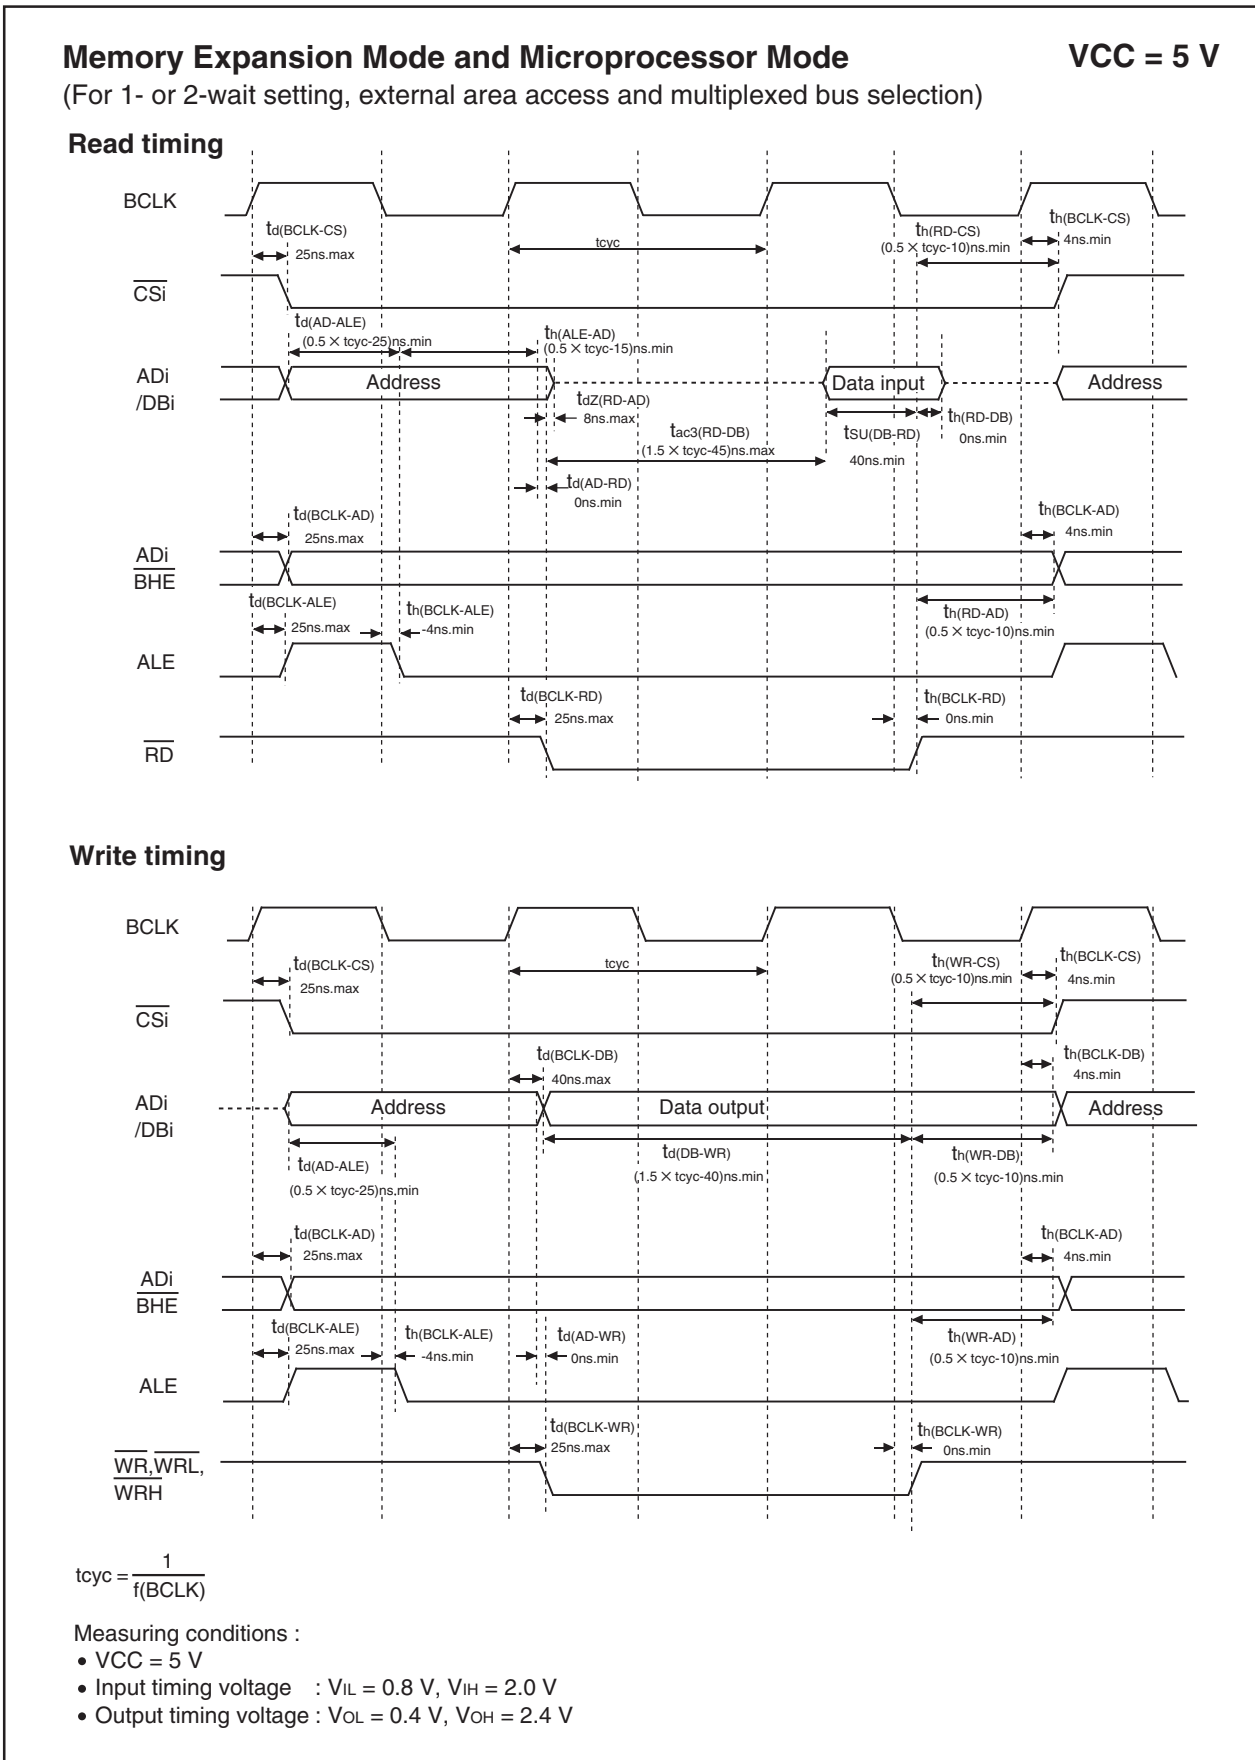 Memory Expansion Mode and Microprocessor Mode VCC = 5 V
(For 1- or 2-wait setting, external area access and multiplexed bus selection)
Read timing
BCLK
td(BCLK-CS)
25ns.max
tcyc
th(RD-CS)
(0.5 × tcyc-10)ns.min
th(BCLK-CS)
4ns.min
CSi
td(AD-ALE)
(0.5 × tcyc-25)ns.min
th(ALE-AD)
(0.5 × tcyc-15)ns.min
ADi
/DBi
Address
Data input
Address
tdZ(RD-AD)
8ns.max
tac3(RD-DB)
(1.5 × tcyc-45)ns.max
tSU(DB-RD)
40ns.min
th(RD-DB)
0ns.min
td(AD-RD)
0ns.min
td(BCLK-AD)
25ns.max
th(BCLK-AD)
4ns.min
ADi
BHE
td(BCLK-ALE)
25ns.max
th(BCLK-ALE)
-4ns.min
th(RD-AD)
(0.5 × tcyc-10)ns.min
ALE
td(BCLK-RD)
25ns.max
th(BCLK-RD)
0ns.min
RD
Write timing
BCLK
td(BCLK-CS)
25ns.max
tcyc
th(WR-CS)
(0.5 × tcyc-10)ns.min
th(BCLK-CS)
4ns.min
CSi
td(BCLK-DB)
40ns.max
th(BCLK-DB)
4ns.min
ADi
/DBi
Address
Data output
Address
td(AD-ALE)
(0.5 × tcyc-25)ns.min
td(DB-WR)
(1.5 × tcyc-40)ns.min
th(WR-DB)
(0.5 × tcyc-10)ns.min
td(BCLK-AD)
25ns.max
th(BCLK-AD)
4ns.min
ADi
BHE
td(BCLK-ALE)
25ns.max
th(BCLK-ALE)
-4ns.min
td(AD-WR)
0ns.min
th(WR-AD)
(0.5 × tcyc-10)ns.min
ALE
td(BCLK-WR)
25ns.max
th(BCLK-WR)
0ns.min
WR,WRL,
WRH
tcyc = 1
f(BCLK)
Measuring conditions :
• VCC = 5 V
• Input timing voltage : VIL = 0.8 V, VIH = 2.0 V
• Output timing voltage : VOL = 0.4 V, VOH = 2.4 V